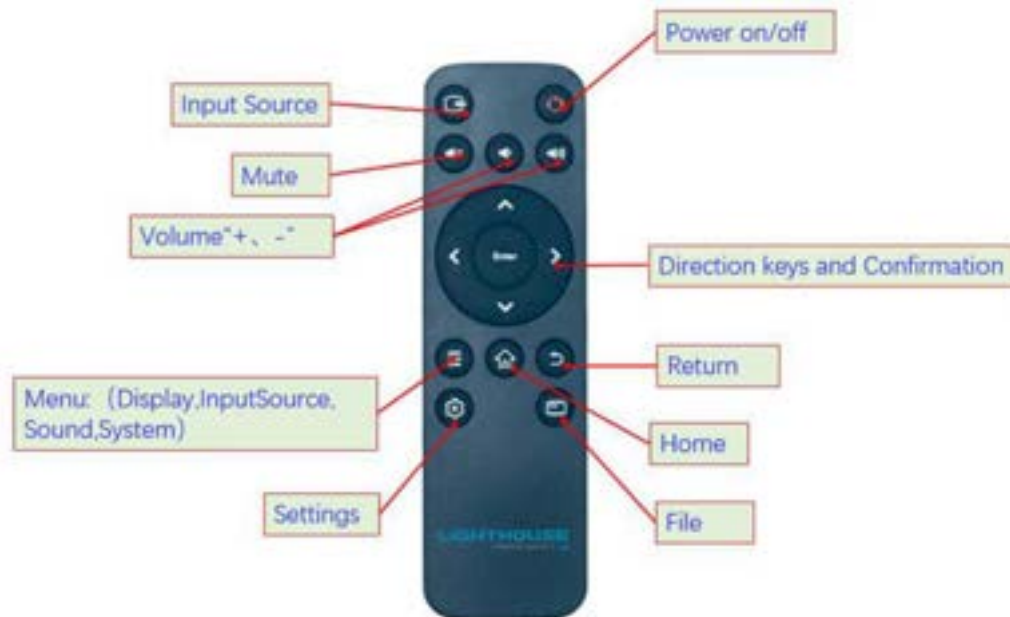 Power on/off
Input Source
Mute
Volume"+、-"
Enter
Direction keys and Confirmation
Menu:（Display,InputSource,
Sound,System）
Return
Home
Settings
File
LIGHTHOUSE